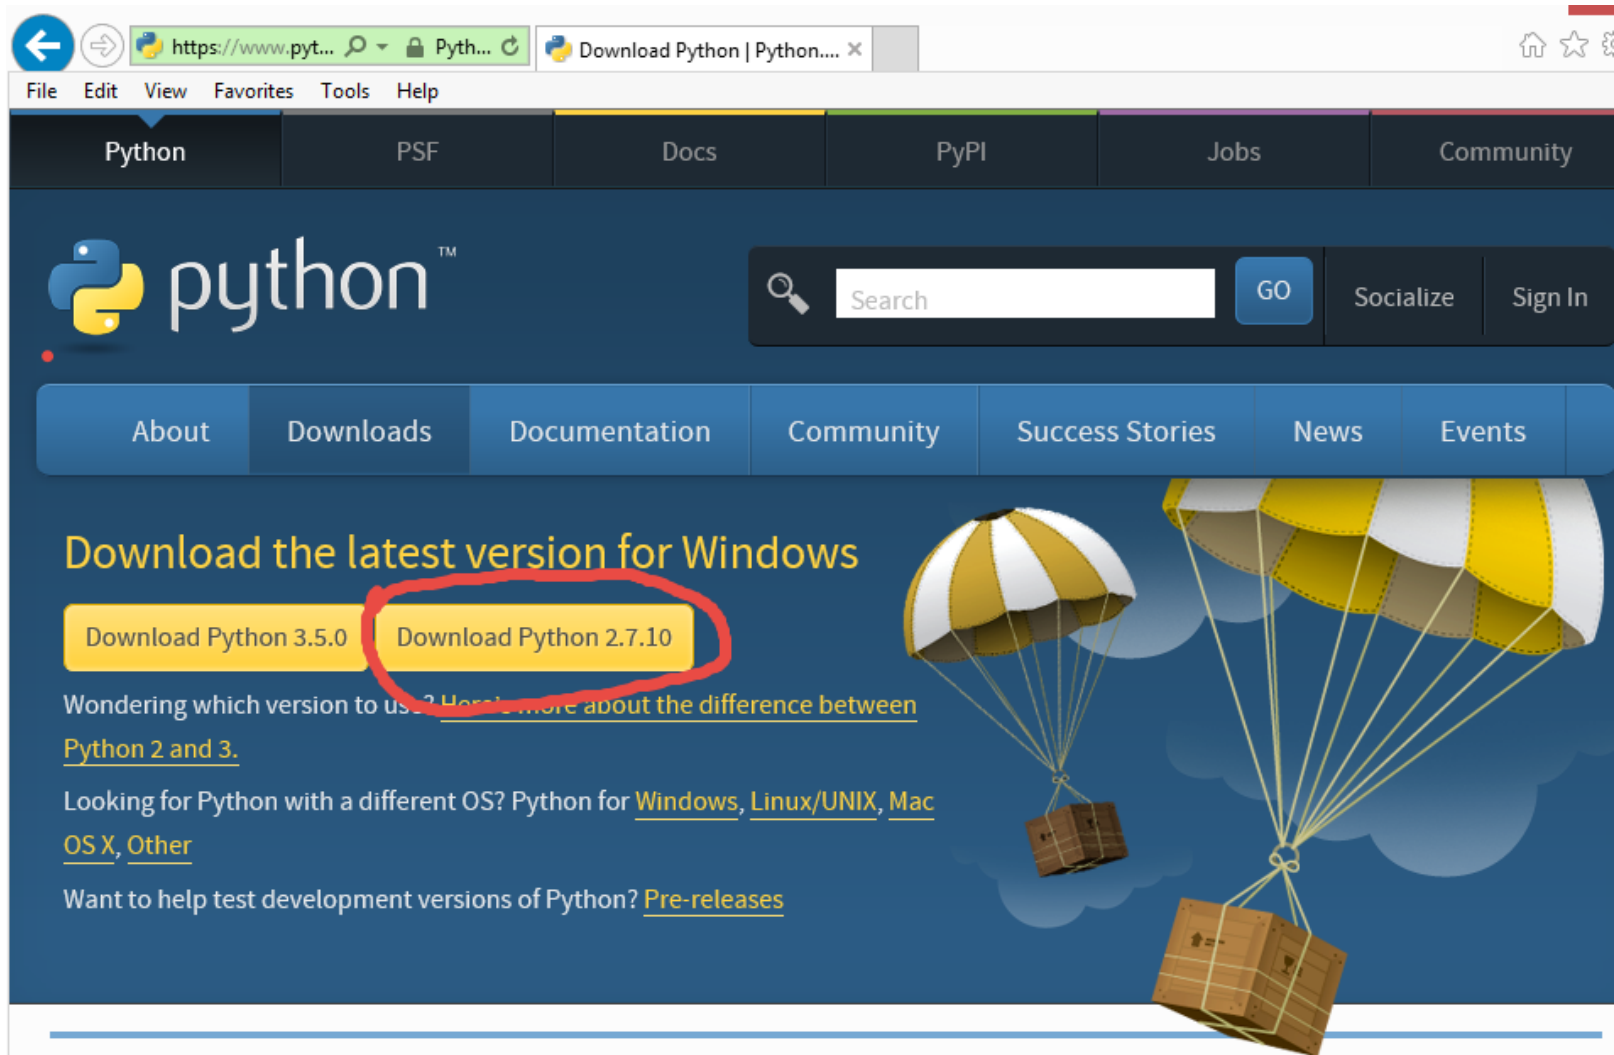 https://www.pyt... Pyth... Download Python | Python....
File Edit View Favorites Tools Help
Python PSF Docs PyPI Jobs Community
python™
Search GO Socialize Sign In
About Downloads Documentation Community Success Stories News Events
Download the latest version for Windows
Download Python 3.5.0 Download Python 2.7.10
Wondering which version to use? Here's more about the difference between
Python 2 and 3.
Looking for Python with a different OS? Python for Windows, Linux/UNIX, Mac
OS X, Other
Want to help test development versions of Python? Pre-releases